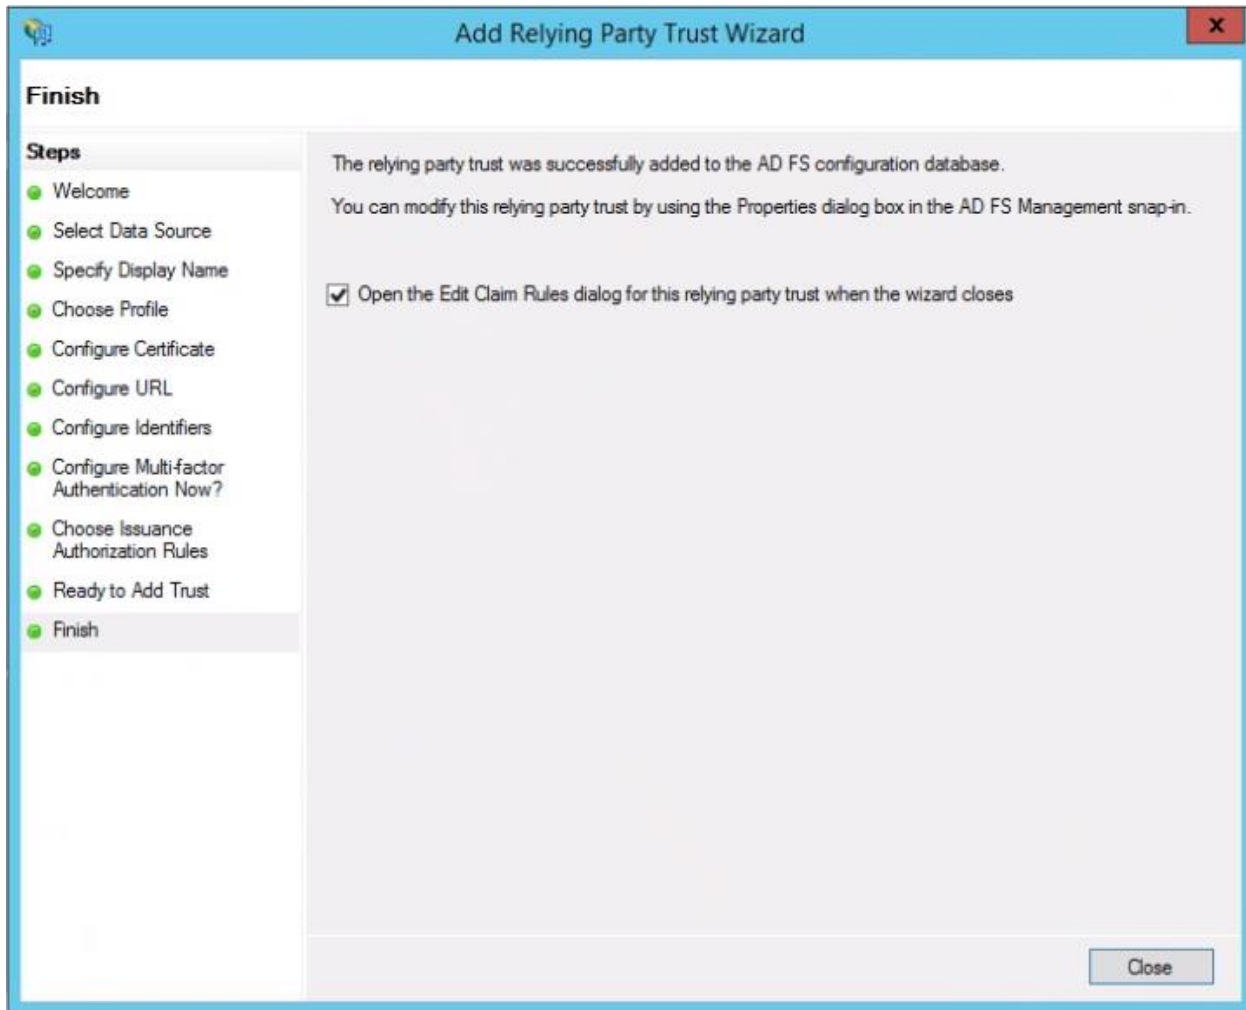 Add Relying Party Trust Wizard
X
Finish
Steps
Welcome
Select Data Source
Specify Display Name
Choose Profile
Configure Certificate
Configure URL
Configure Identifiers
Configure Multi-factor
Authentication Now?
Choose Issuance
Authorization Rules
Ready to Add Trust
Finish
The relying party trust was successfully added to the AD FS configuration database.
You can modify this relying party trust by using the Properties dialog box in the AD FS Management snap-in.
Open the Edit Claim Rules dialog for this relying party trust when the wizard closes
Close